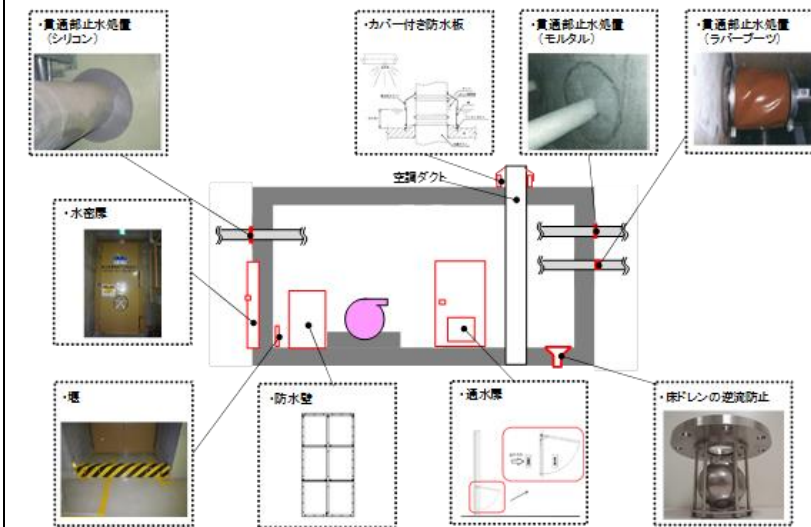 ・貫通部止水処置
（シリコン）
・カバー付き防水板
・貫通部止水処置
（モルタル）
・貫通部止水処置
（ラバーブーツ）
空調ダクト
・水密扉
・堰
・防水壁
・通水扉
・床ドレンの逆流防止